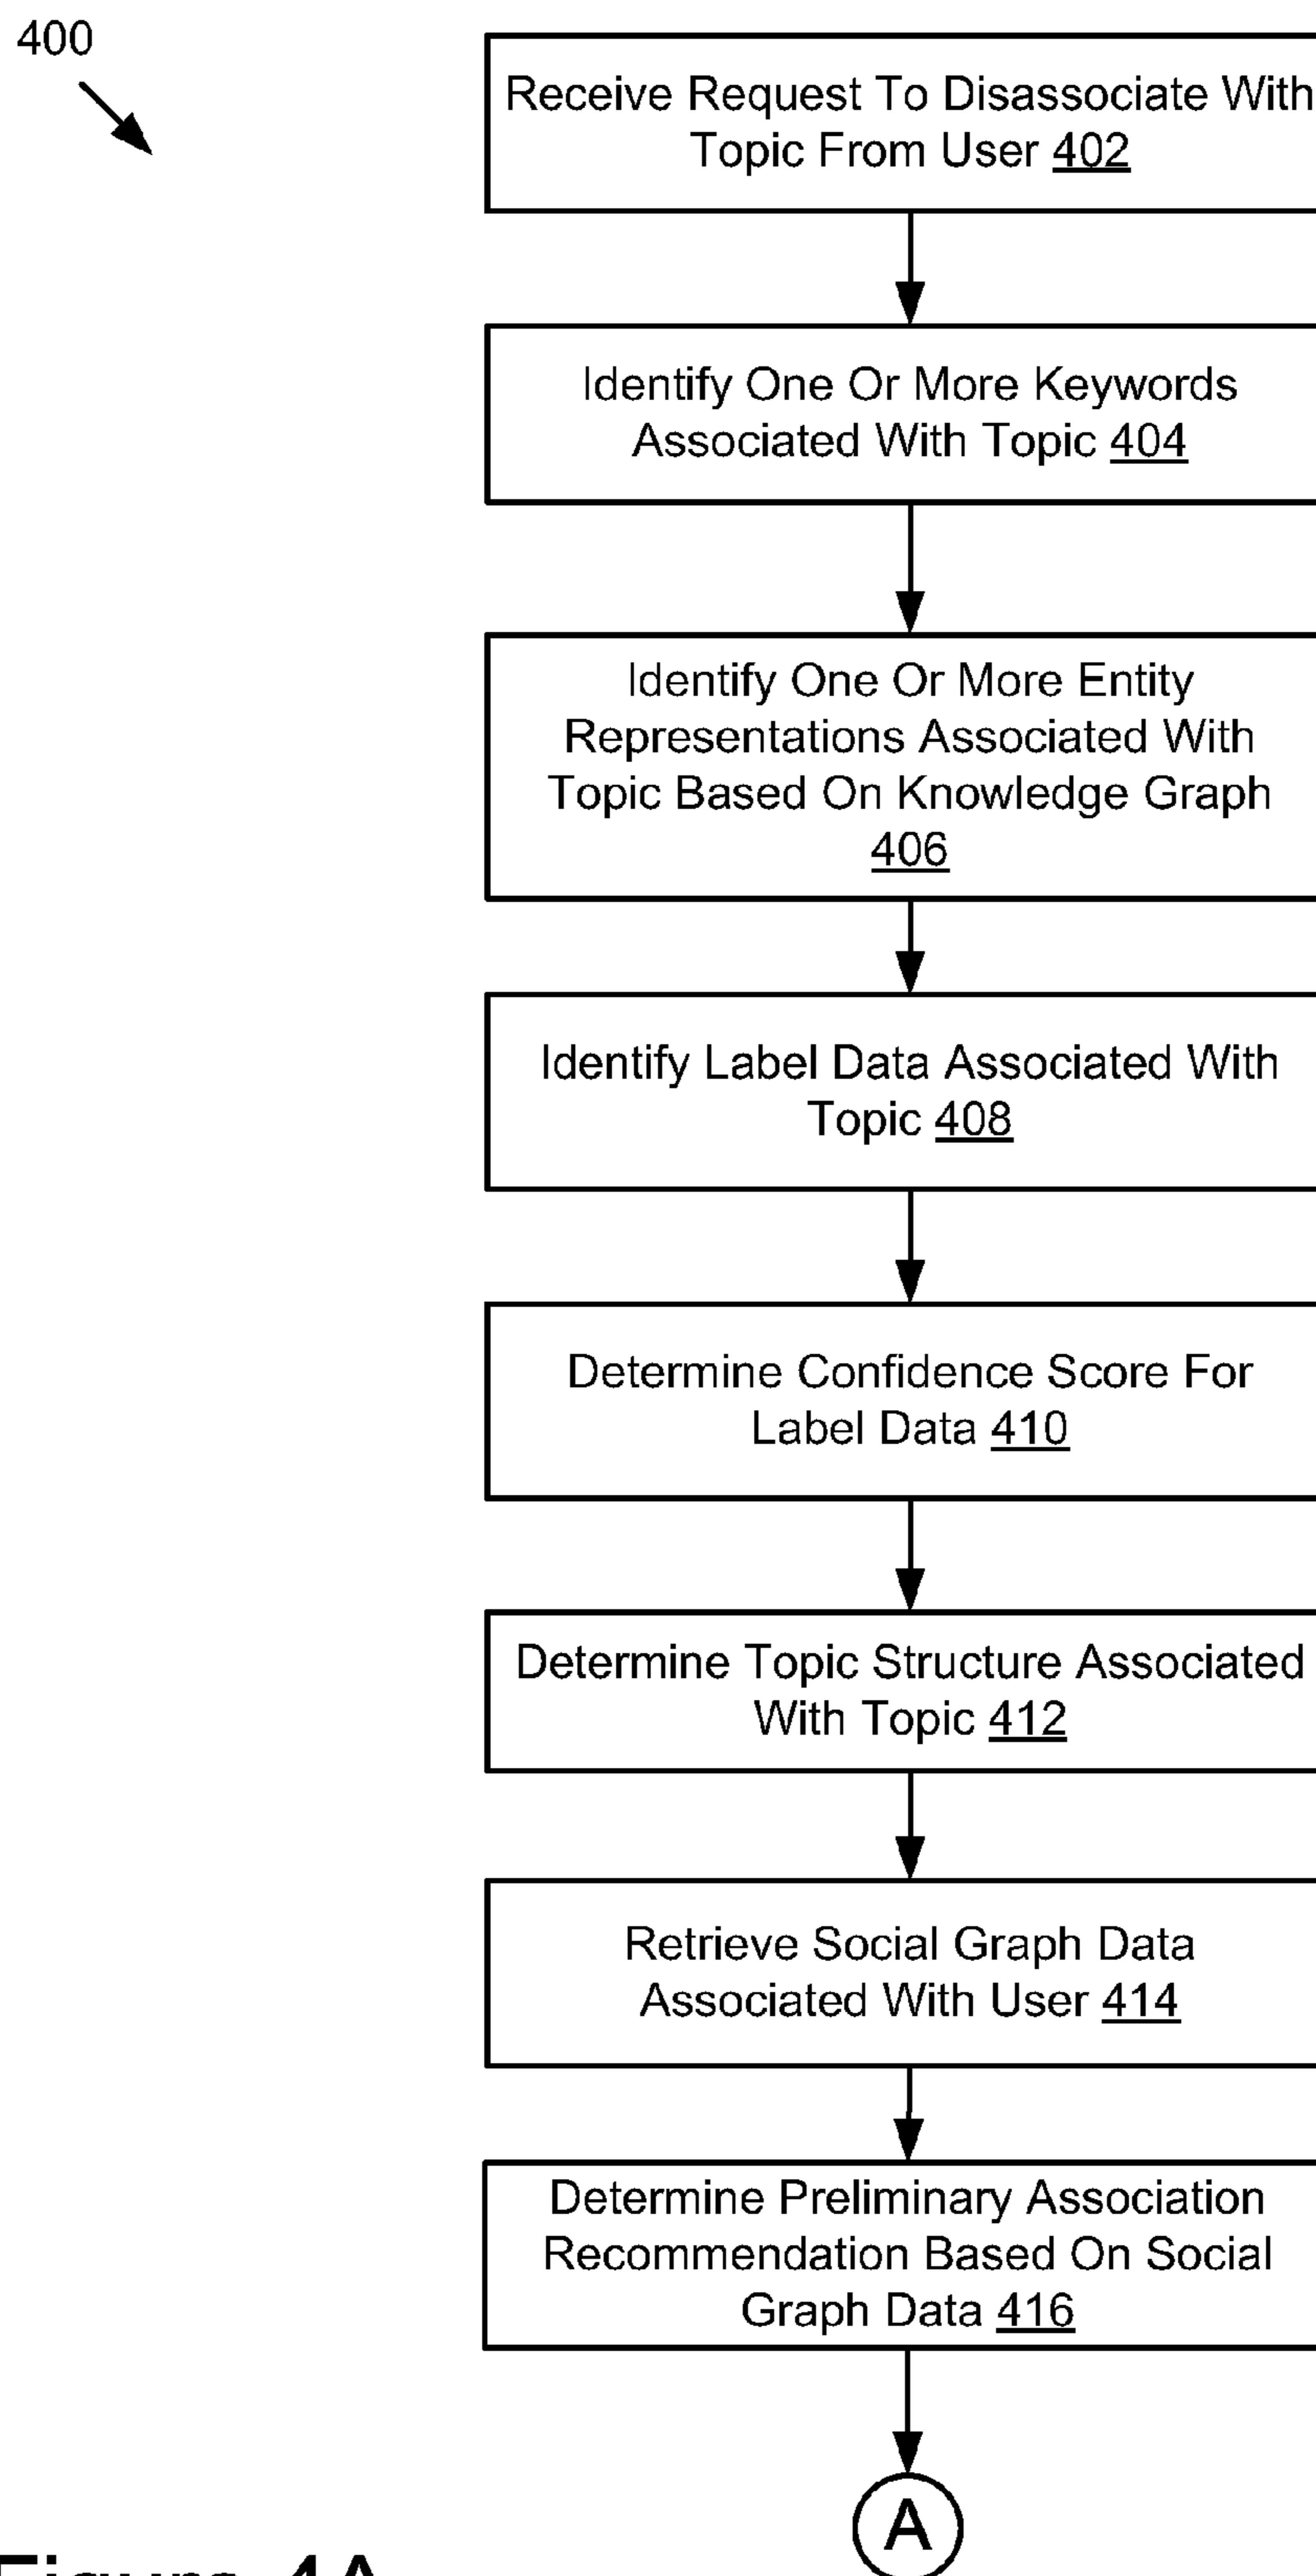 400
Receive Request To Disassociate With
Topic From User 402
Identify One Or More Keywords
Associated With Topic 404
Identify One Or More Entity
Representations Associated With
Topic Based On Knowledge Graph
406
Identify Label Data Associated With
Topic 408
Determine Confidence Score For
Label Data 410
Determine Topic Structure Associated
With Topic 412
Retrieve Social Graph Data
Associated With User 414
Determine Preliminary Association
Recommendation Based On Social
Graph Data 416
A
Figure 4A